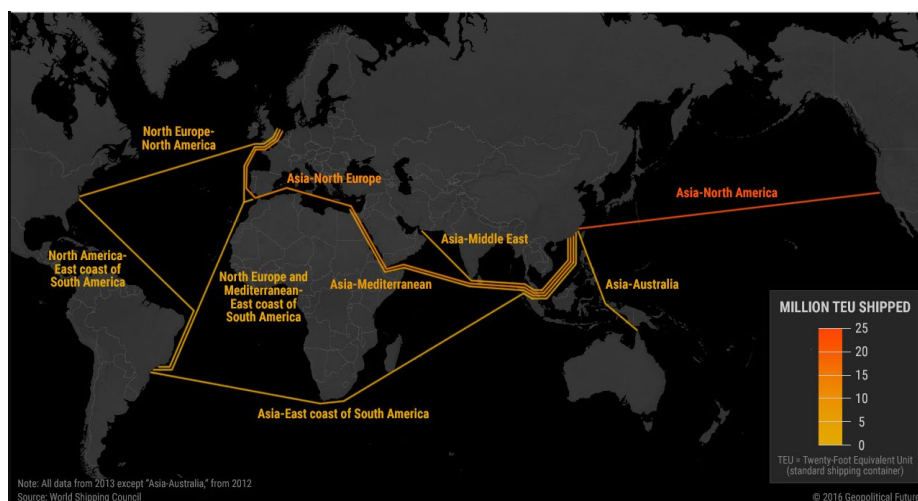 North Europe-
North America
Asia-North Europe
Asia-North America
North America-
East coast of
South America
North Europe and
Mediterranean-
East coast of
South America
Asia-Middle East
Asia-Mediterranean
Asia-Australia
Asia-East coast of South America
MILLION TEU SHIPPED
25
20
15
10
5
0
TEU = Twenty-Foot Equivalent Unit
(standard shipping container)
Note: All data from 2013 except "Asia-Australia," from 2012
Source: World Shipping Council
© 2016 Geopolitical Future